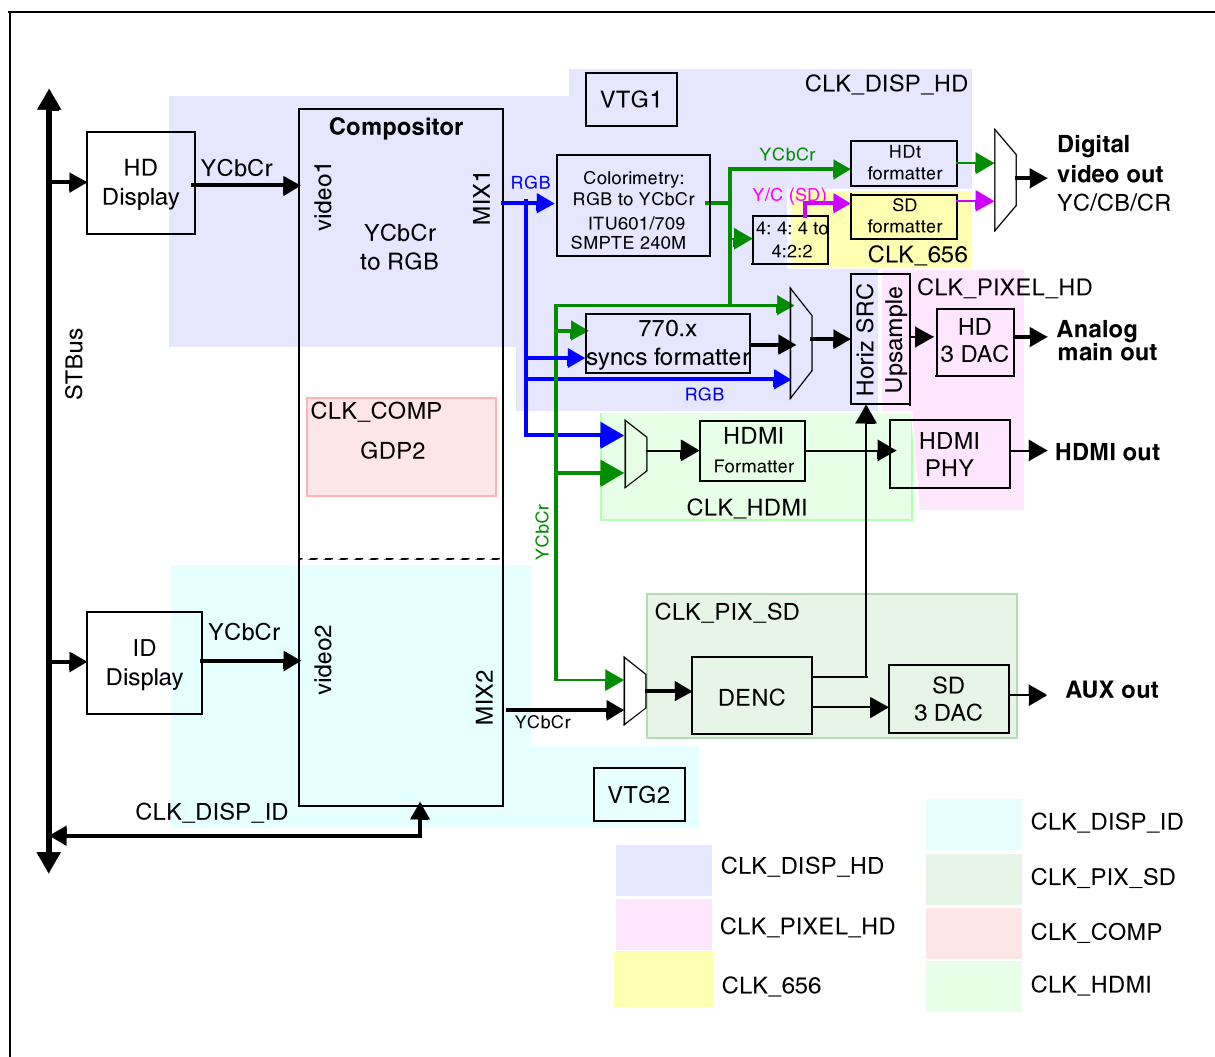 VTG1
CLK_DISP_HD
Compositor
HD
Display
YCbCr
video1
YCbCr
to RGB
MIX1
RGB
Colorimetry:
RGB to YCbCr
ITU601/709
SMPTE 240M
YCbCr
HDt
formatter
Y/C (SD)
SD
formatter
4: 4: 4 to
4:2:2
CLK_656
Digital
video out
YC/CB/CR
STBus
770.x
syncs formatter
RGB
Horiz SRC
Upsample
CLK_PIXEL_HD
HD
3 DAC
Analog
main out
CLK_COMP
GDP2
HDMI
Formatter
CLK_HDMI
HDMI
PHY
HDMI out
YCbCr
ID
Display
YCbCr
video2
MIX2
YCbCr
CLK_PIX_SD
DENC
SD
3 DAC
AUX out
VTG2
CLK_DISP_ID
CLK_DISP_HD
CLK_PIXEL_HD
CLK_656
CLK_DISP_ID
CLK_PIX_SD
CLK_COMP
CLK_HDMI